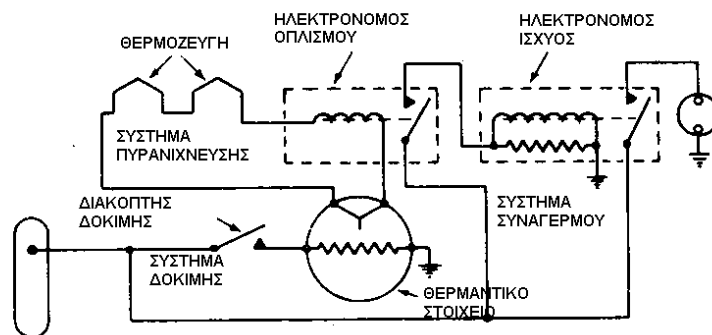 ΗΛΕΚΤΡΟΝΟΜΟΣ
ΟΠΛΙΣΜΟΥ
ΗΛΕΚΤΡΟΝΟΜΟΣ
ΙΣΧΥΟΣ
ΘΕΡΜΟΖΕΥΓΗ
ΣΥΣΤΗΜΑ
ΠΥΡΑΝΙΧΝΕΥΣΗΣ
ΔΙΑΚΟΠΤΗΣ
ΔΟΚΙΜΗΣ
ΣΥΣΤΗΜΑ
ΣΥΝΑΓΕΡΜΟΥ
ΣΥΣΤΗΜΑ
ΔΟΚΙΜΗΣ
ΘΕΡΜΑΝΤΙΚΟ
ΣΤΟΙΧΕΙΟ